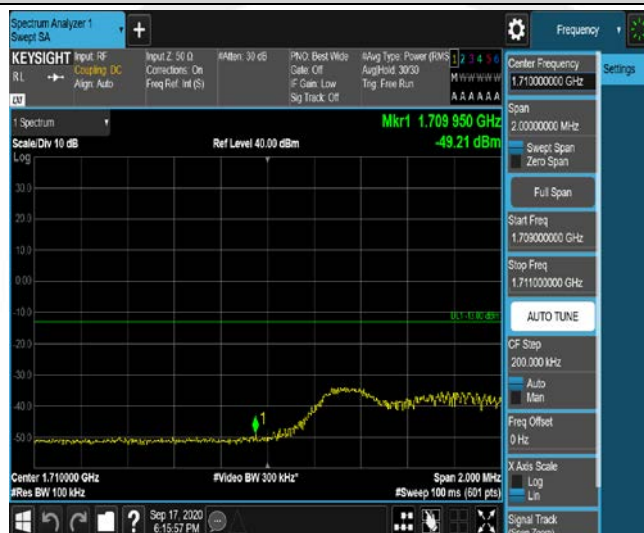 Spectrum Analyzer 1
Swept SA
+
Frequency
KEYSIGHT
Input: RF
Coupling: DC
Align: Auto
Input Z: 50 Ω
Corrections: On
Freq Ref: Int (S)
#Atten: 30 dB
PNO: Best Wide
Gate: Off
IF Gain: Low
Sig Track: Off
#Avg Type: Power (RMS
Avg|Hold: 30/30
Trig: Free Run
1 2 3 4 5 6
M W W W W W
A A A A A A
RL
Center Frequency
1.710000000 GHz
Settings
Span
2.00000000 MHz
Swept Span
Zero Span
Full Span
Start Freq
1.709000000 GHz
Stop Freq
1.711000000 GHz
AUTO TUNE
CF Step
200.000 kHz
Auto
Man
Freq Offset
0 Hz
X Axis Scale
Log
Lin
Signal Track
(Span Zoom)
1 Spectrum
Scale/Div 10 dB
Ref Level 40.00 dBm
Mkr1 1.709 950 GHz
-49.21 dBm
Log
30.0
20.0
10.0
0.00
-10.0
DL1 -13.00 dBm
-20.0
-30.0
-40.0
1
-50.0
Center 1.710000 GHz
#Video BW 300 kHz*
Span 2.000 MHz
#Res BW 100 kHz
#Sweep 100 ms (601 pts)
?
Sep 17, 2020
6:15:57 PM